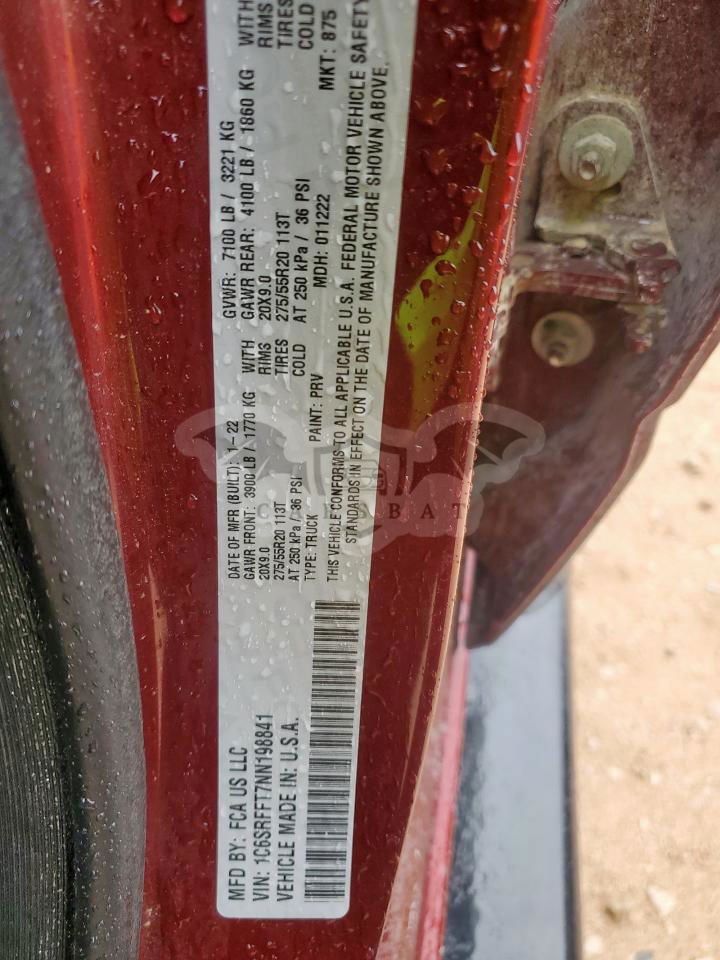 MFD BY: FCA US LLC
DATE OF MFR (BUILT): 1-22
GVWR: 7100 LB / 3221 KG
VIN: 1C6SRFFT7NN198841
GAWR FRONT: 3900 LB / 1770 KG WITH
GAWR REAR: 4100 LB / 1860 KG WITH
VEHICLE MADE IN: U.S.A.
20X9.0 RIMS
20X9.0 RIMS
275/55R20 113T TIRES
275/55R20 113T TIRES
AT 250 kPa / 36 PSI COLD
AT 250 kPa / 36 PSI COLD
TYPE: TRUCK PAINT: PRV MDH: 011222 MKT: 875
THIS VEHICLE CONFORMS TO ALL APPLICABLE U.S.A. FEDERAL MOTOR VEHICLE SAFETY
STANDARDS IN EFFECT ON THE DATE OF MANUFACTURE SHOWN ABOVE.